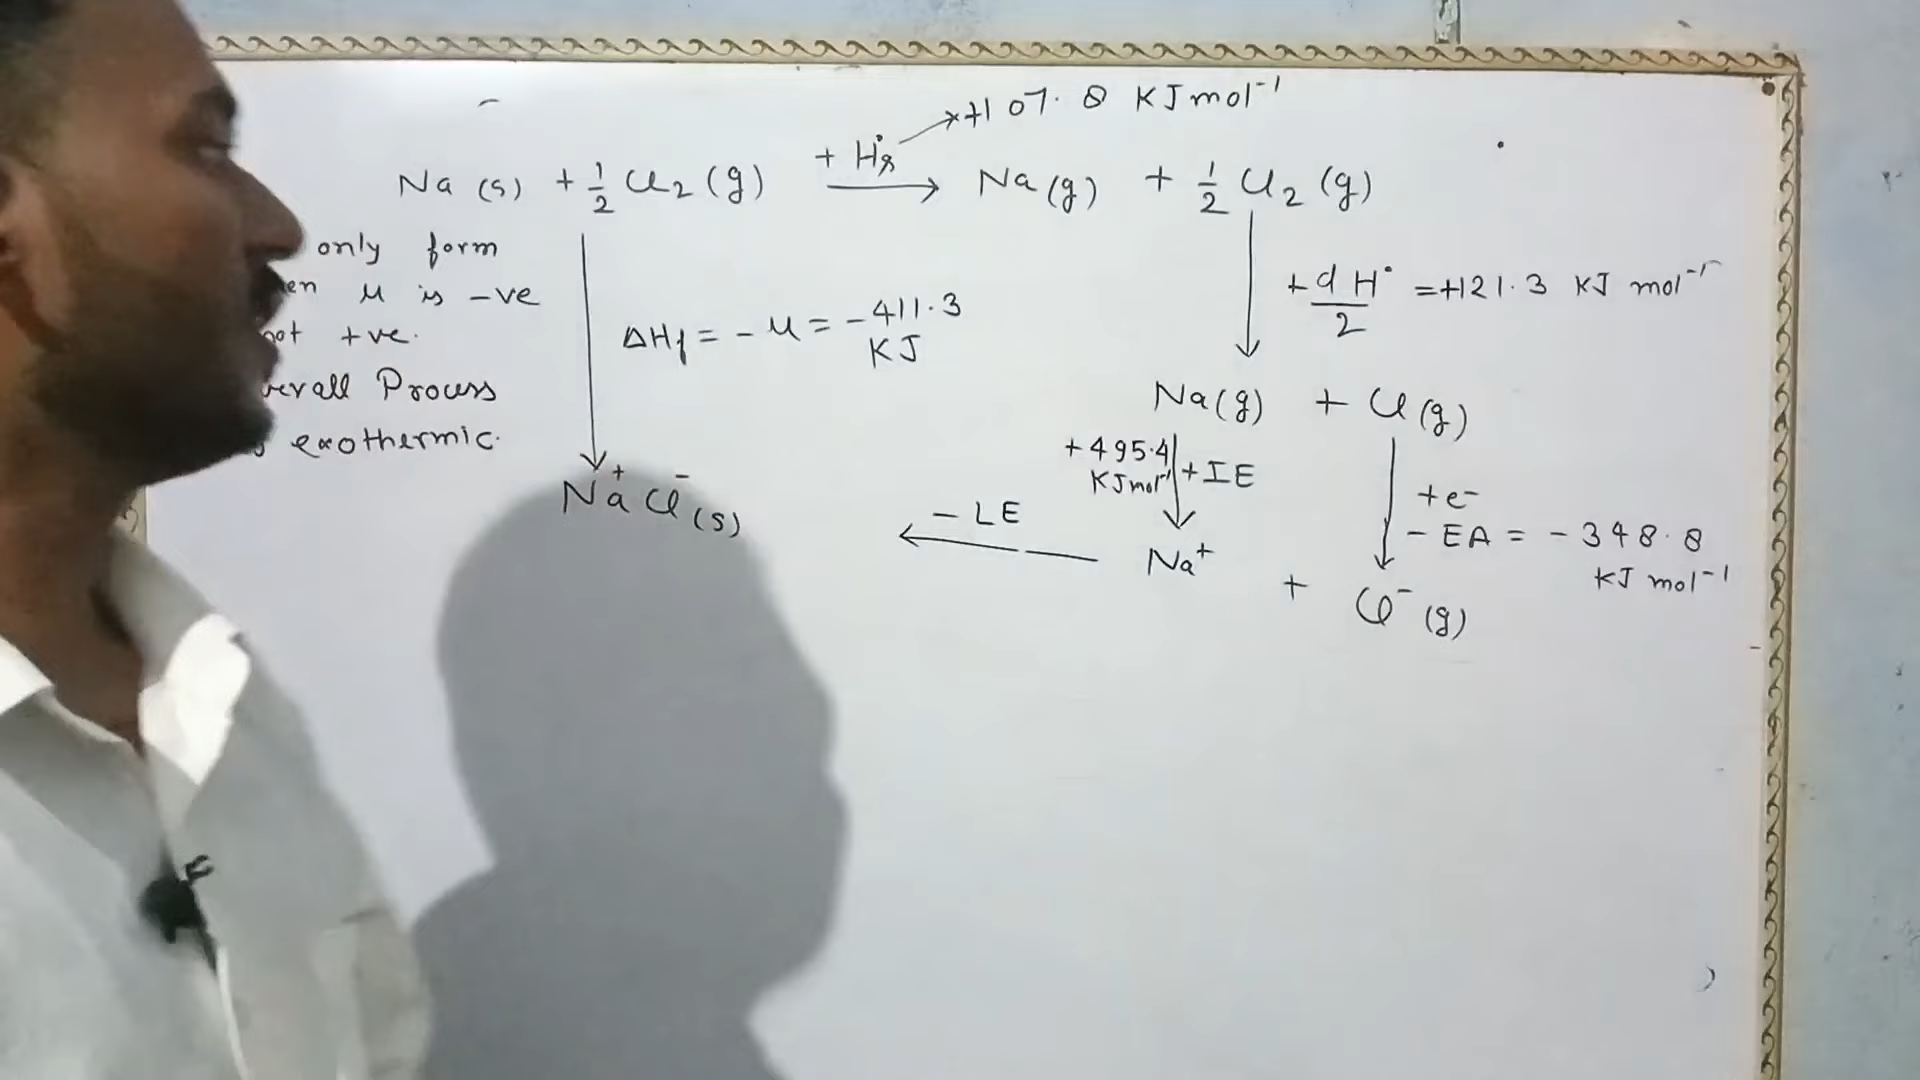 +107.8 KJ mol⁻¹
Na (s) + 1/2 Cl₂ (g) + H°s → Na (g) + 1/2 Cl₂ (g)
only form
u is -ve
+ve.
Process
exothermic.
ΔHf = - u = -411.3
KJ
+ dH°/2 = +121.3 KJ mol⁻¹
Na (g) + Cl (g)
+495.4
KJ mol⁻¹
+IE
+e⁻
- EA = - 348.8
KJ mol⁻¹
Na⁺Cl⁻(s)
- LE
Na⁺ + Cl⁻ (g)